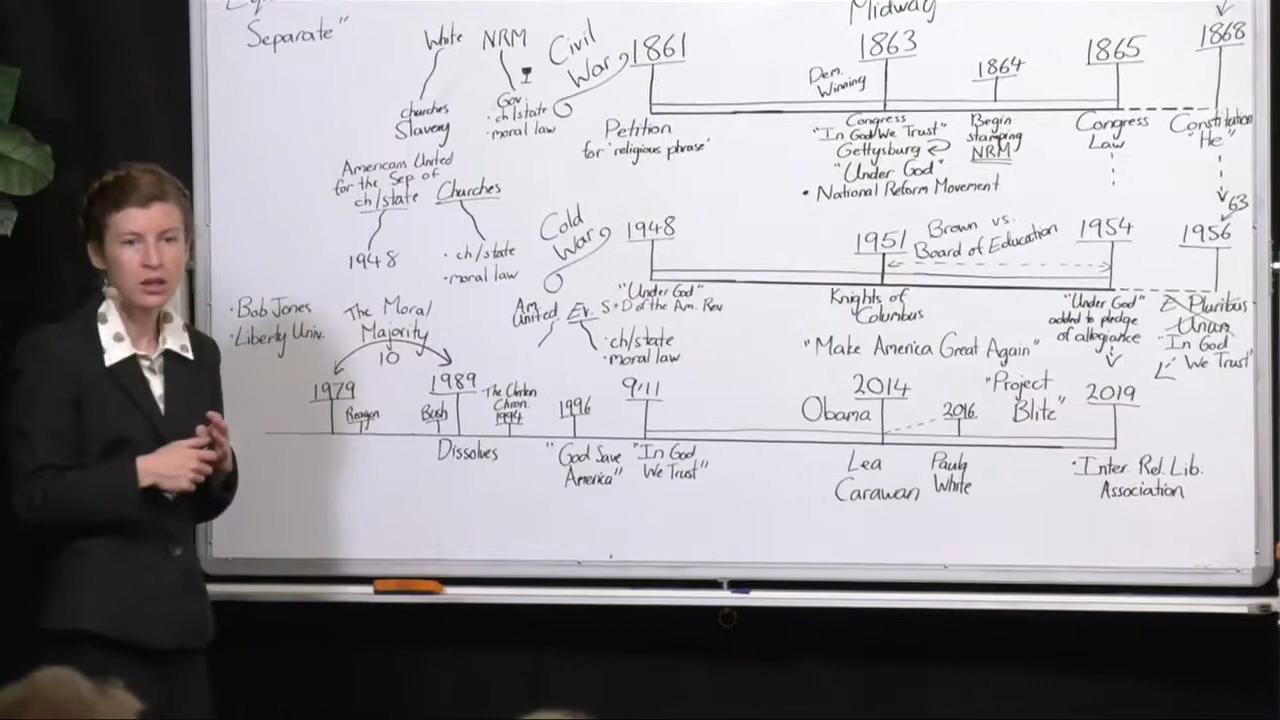 Separate"
White NRM
churches
Slavery
Gov
· ch/state
· moral law
Civil
War
Midway
1861
1863
1864
1865
1868
Dem.
Winning
Petition
for 'religious phrase'
Congress
"In God We Trust"
Gettysburg
"Under God"
· National Reform Movement
Begin
stamping
NRM
Congress
Law
Constitution
"He"
Americans United
for the Sep of
ch/state
Churches
1948
· ch/state
· moral law
Cold
War
1948
1951
Brown vs.
Board of Education
1954
63
1956
"Under God"
S+D of the Am. Rev
Am.
United
Ev.
· ch/state
· moral law
Knights of
Columbus
"Under God"
added to pledge
of allegiance
E Pluribus
Unum
"In God
We Trust"
· Bob Jones
· Liberty Univ.
The Moral
Majority
10
1979
Reagan
1989
Bush
The Clinton
Chron.
1994
1996
9·11
"Make America Great Again"
2014
Obama
2016
"Project
Blitz"
2019
Dissolves
"God Save
America"
"In God
We Trust"
Lea
Carawan
Paula
White
· Inter. Rel. Lib.
Association